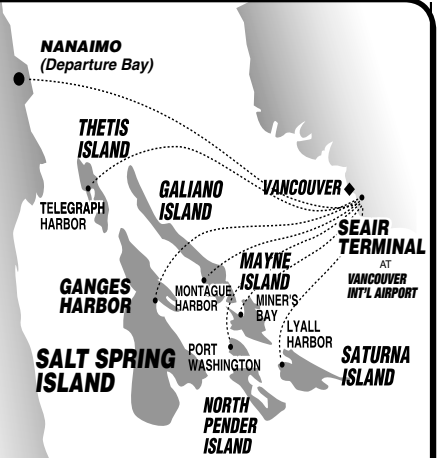 NANAIMO
(Departure Bay)
THETIS
ISLAND
TELEGRAPH
HARBOR
GALIANO
ISLAND
VANCOUVER
SEAIR
TERMINAL
AT
VANCOUVER
INT'L AIRPORT
MAYNE
ISLAND
GANGES
HARBOR
MONTAGUE
HARBOR
MINER'S
BAY
LYALL
HARBOR
SALT SPRING
ISLAND
PORT
WASHINGTON
SATURNA
ISLAND
NORTH
PENDER
ISLAND